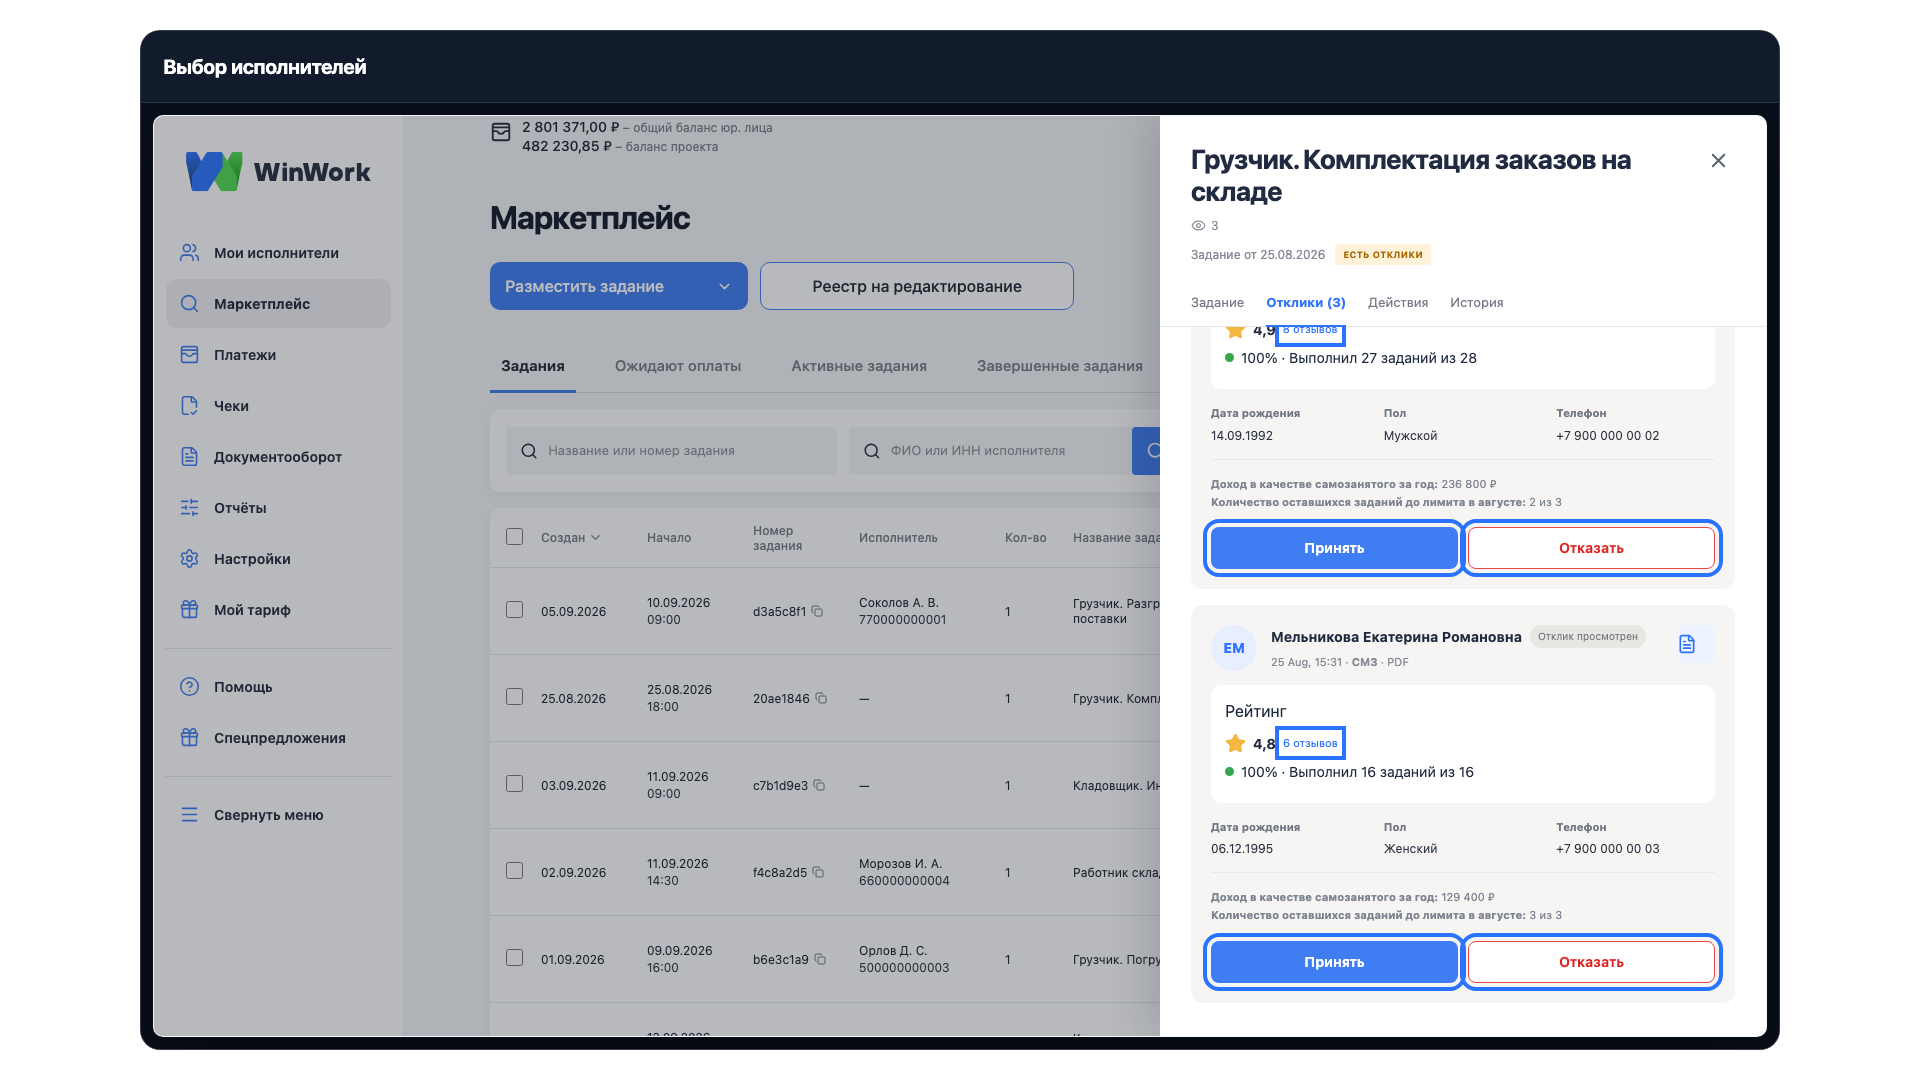 Выбор исполнителей
WinWork
Мои исполнители
Маркетплейс
Платежи
Чеки
Документооборот
Отчёты
Настройки
Мой тариф
Помощь
Спецпредложения
Свернуть меню
2 801 371,00 ₽ – общий баланс юр. лица
482 230,85 ₽ – баланс проекта
Маркетплейс
Разместить задание
Реестр на редактирование
Задания Ожидают оплаты Активные задания Завершенные задания
Название или номер задания
ФИО или ИНН исполнителя
Создан Начало Номер задания Исполнитель Кол-во Название зада
05.09.2026 10.09.2026 09:00 d3a5c8f1 Соколов А. В. 770000000001 1 Грузчик. Разгр поставки
25.08.2026 25.08.2026 18:00 20ae1846 — 1 Грузчик. Компл
03.09.2026 11.09.2026 09:00 c7b1d9e3 — 1 Кладовщик. Ин
02.09.2026 11.09.2026 14:30 f4c8a2d5 Морозов И. А. 660000000004 1 Работник скла
01.09.2026 09.09.2026 16:00 b6e3c1a9 Орлов Д. С. 500000000003 1 Грузчик. Погру
Грузчик. Комплектация заказов на
складе
3
Задание от 25.08.2026 ЕСТЬ ОТКЛИКИ
Задание Отклики (3) Действия История
4,9 8 отзывов
100% · Выполнил 27 заданий из 28
Дата рождения Пол Телефон
14.09.1992 Мужской +7 900 000 00 02
Доход в качестве самозанятого за год: 236 800 ₽
Количество оставшихся заданий до лимита в августе: 2 из 3
Принять Отказать
ЕМ
Мельникова Екатерина Романовна Отклик просмотрен
25 Aug, 15:31 · СМЗ · PDF
Рейтинг
4,8 6 отзывов
100% · Выполнил 16 заданий из 16
Дата рождения Пол Телефон
06.12.1995 Женский +7 900 000 00 03
Доход в качестве самозанятого за год: 129 400 ₽
Количество оставшихся заданий до лимита в августе: 3 из 3
Принять Отказать